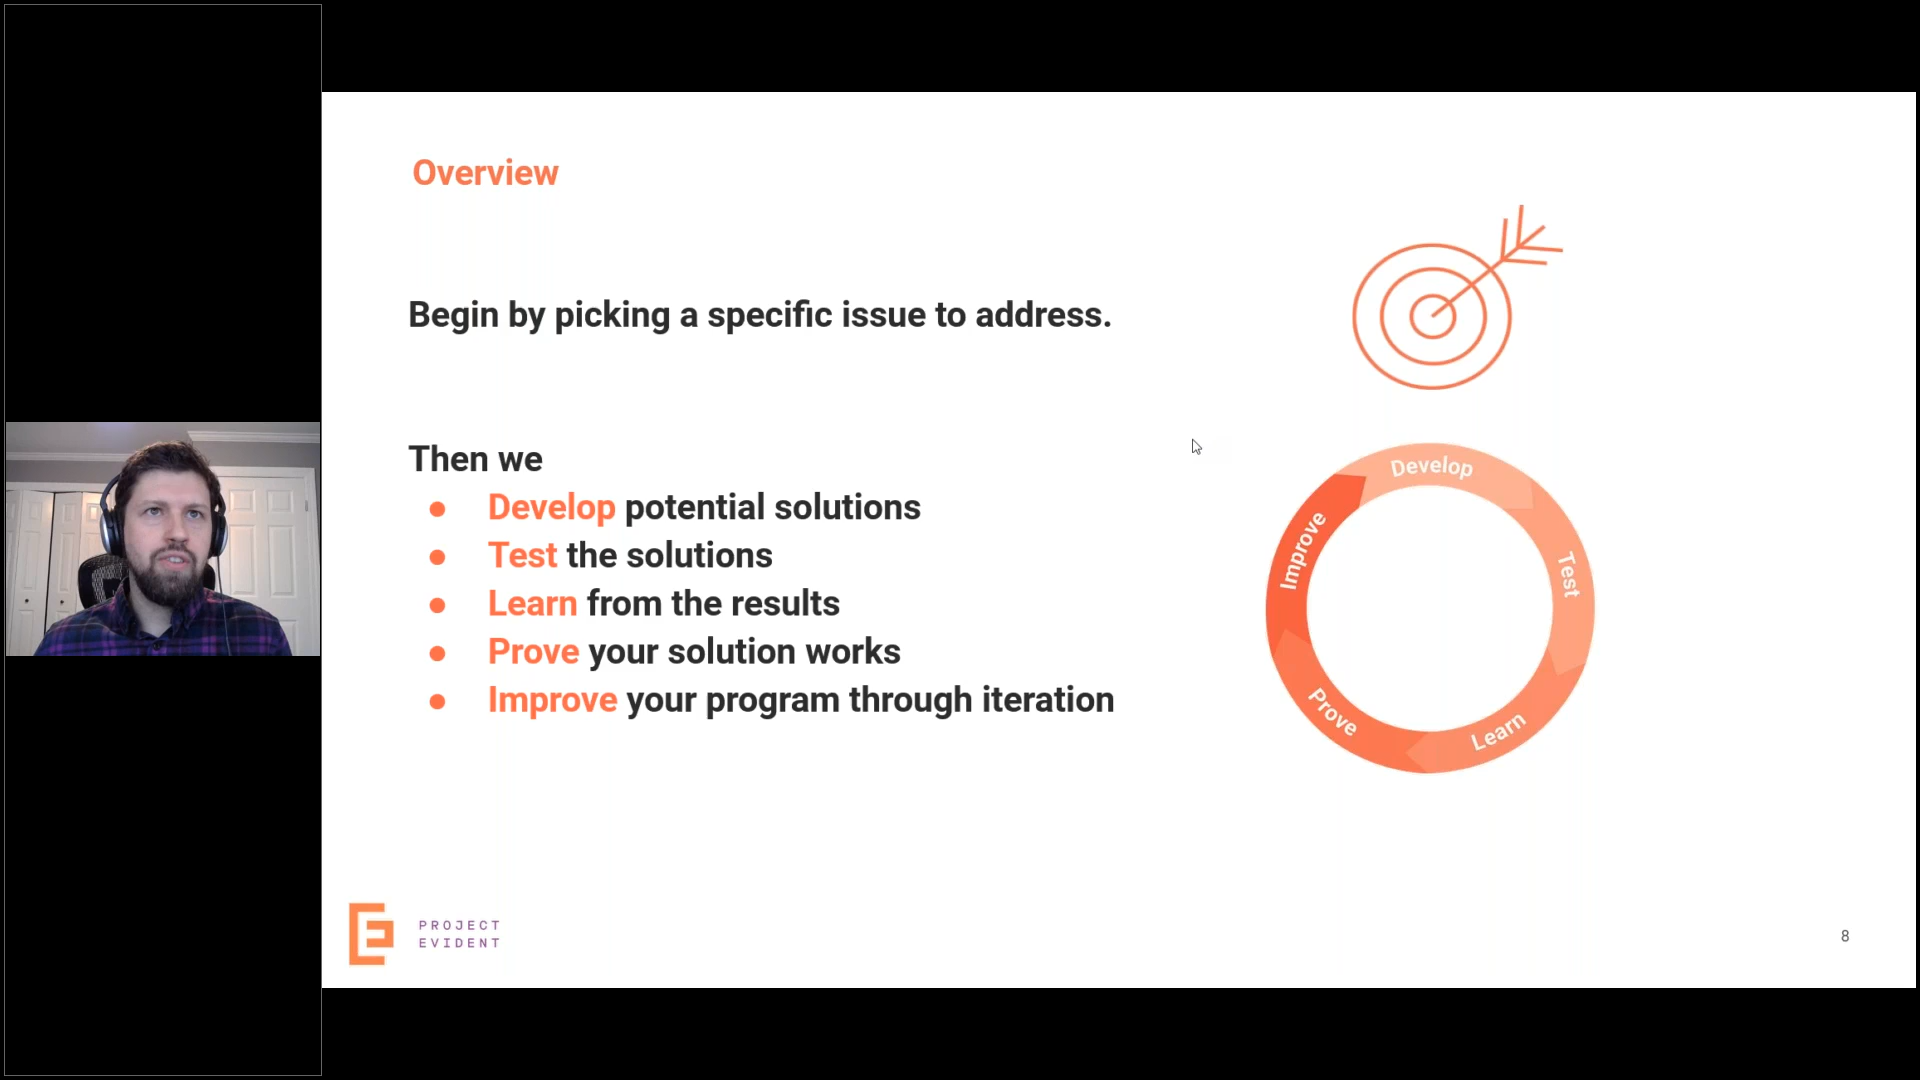 Overview
Begin by picking a specific issue to address.
Then we
● Develop potential solutions
● Test the solutions
● Learn from the results
● Prove your solution works
● Improve your program through iteration
Develop
Test
Learn
Prove
Improve
PROJECT
EVIDENT
8